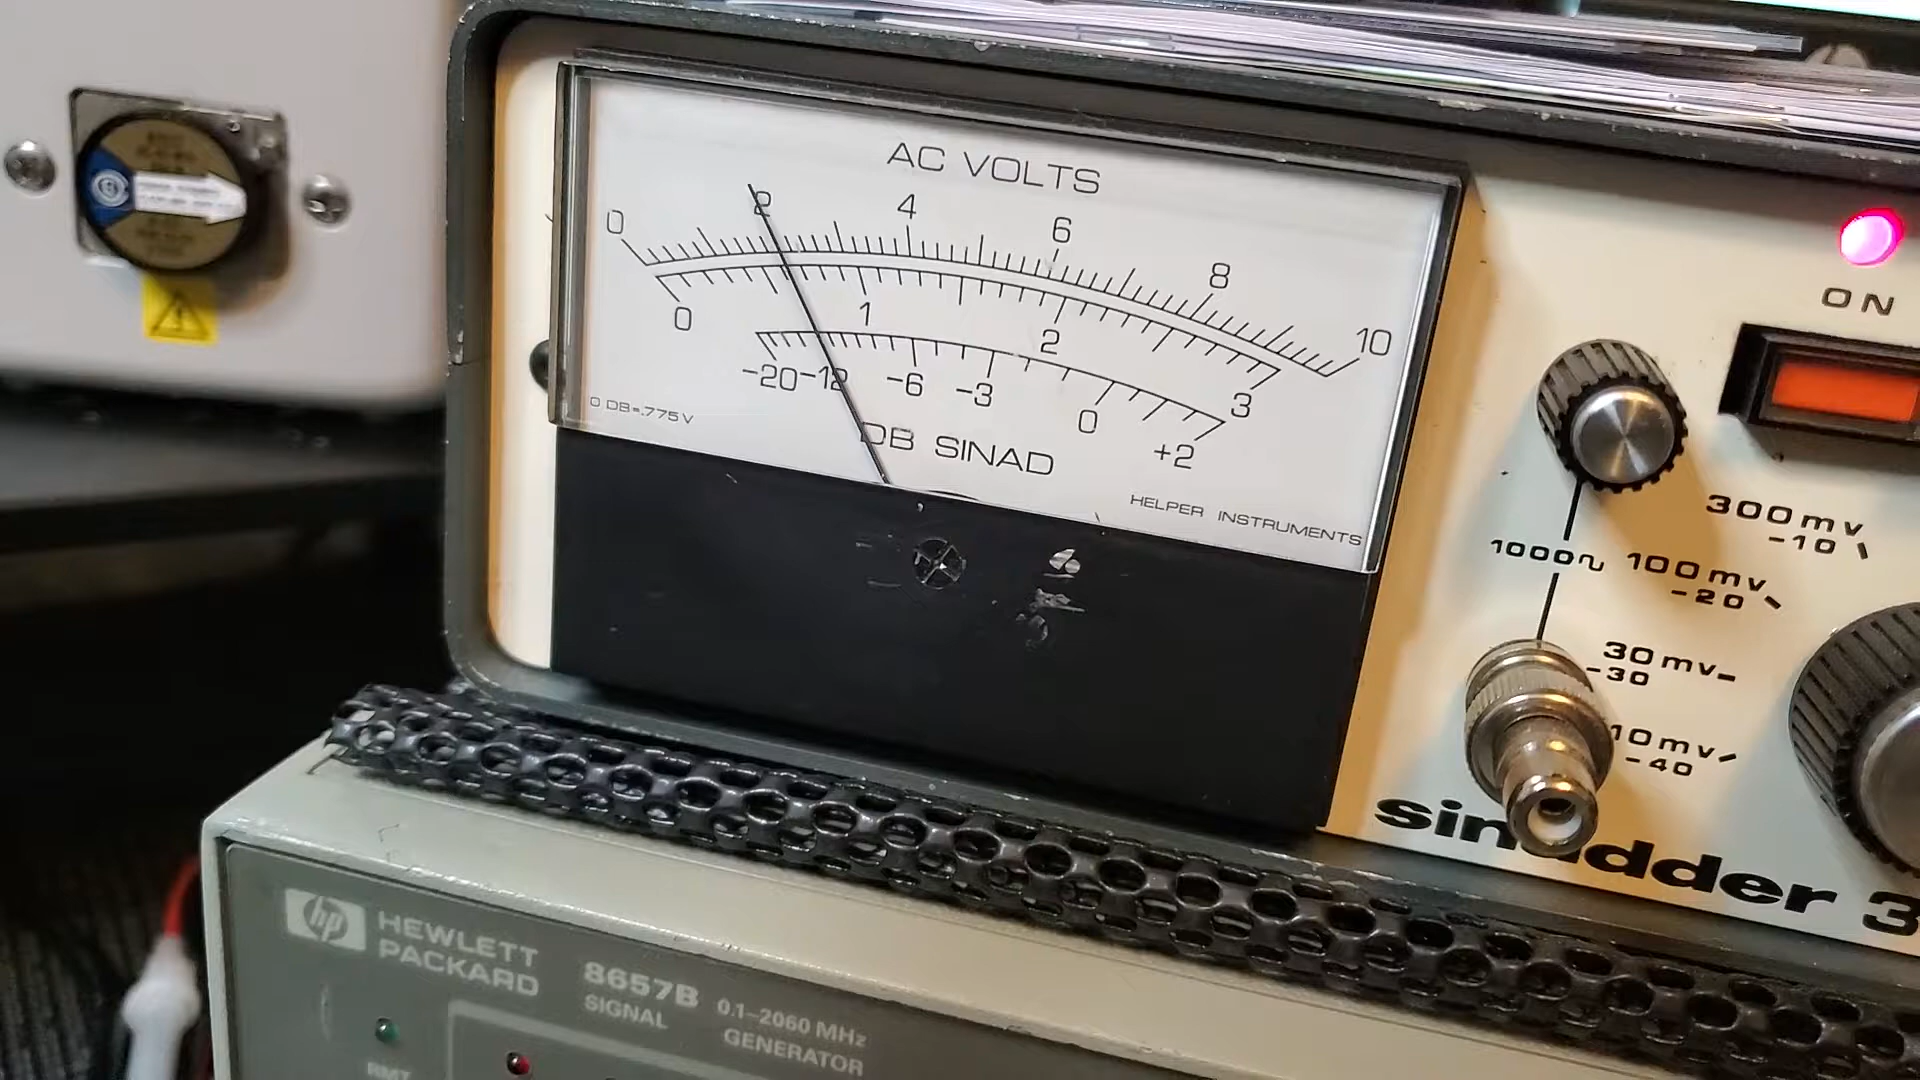 AC VOLTS
0 2 4 6 8 10
0 1 2 3
-20 -12 -6 -3 0 +2
0 DB=.775V
DB SINAD
HELPER INSTRUMENTS
ON
300mv
-10
1000∿ 100mv
-20
30mv
-30
10mv
-40
sinadder 3
hp HEWLETT
PACKARD
8657B
SIGNAL
0.1–2060 MHz
GENERATOR
RMT